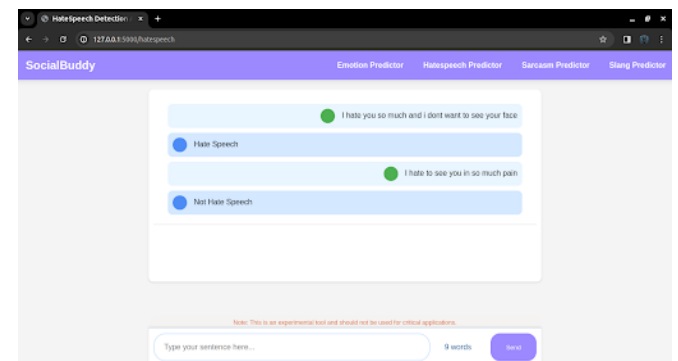 HateSpeech Detection /
127.0.0.1:5000/hatespeech
SocialBuddy Emotion Predictor Hatespeech Predictor Sarcasm Predictor Slang Predictor
I hate you so much and i dont want to see your face
Hate Speech
I hate to see you in so much pain
Not Hate Speech
Note: This is an experimental tool and should not be used for critical applications.
Type your sentence here... 9 words Send